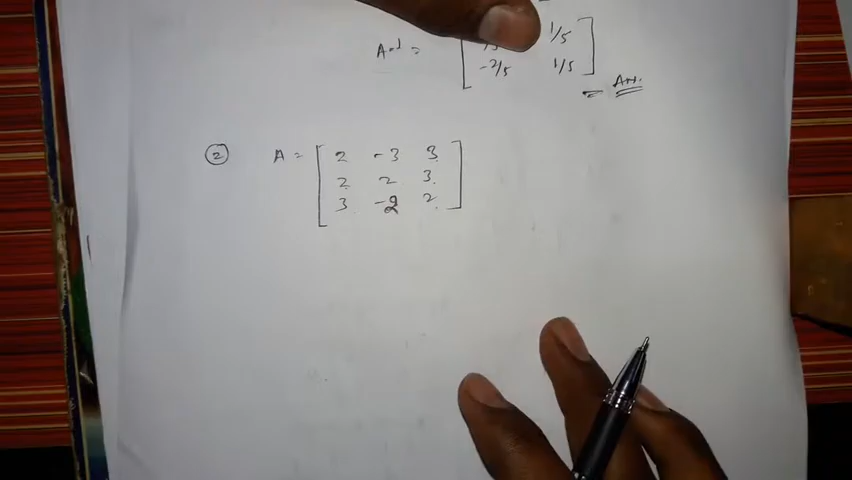 1/5
A⁻¹ = -2/5 1/5
Ans.
② A = [ 2 -3 3
2 2 3
3 -2 2 ]